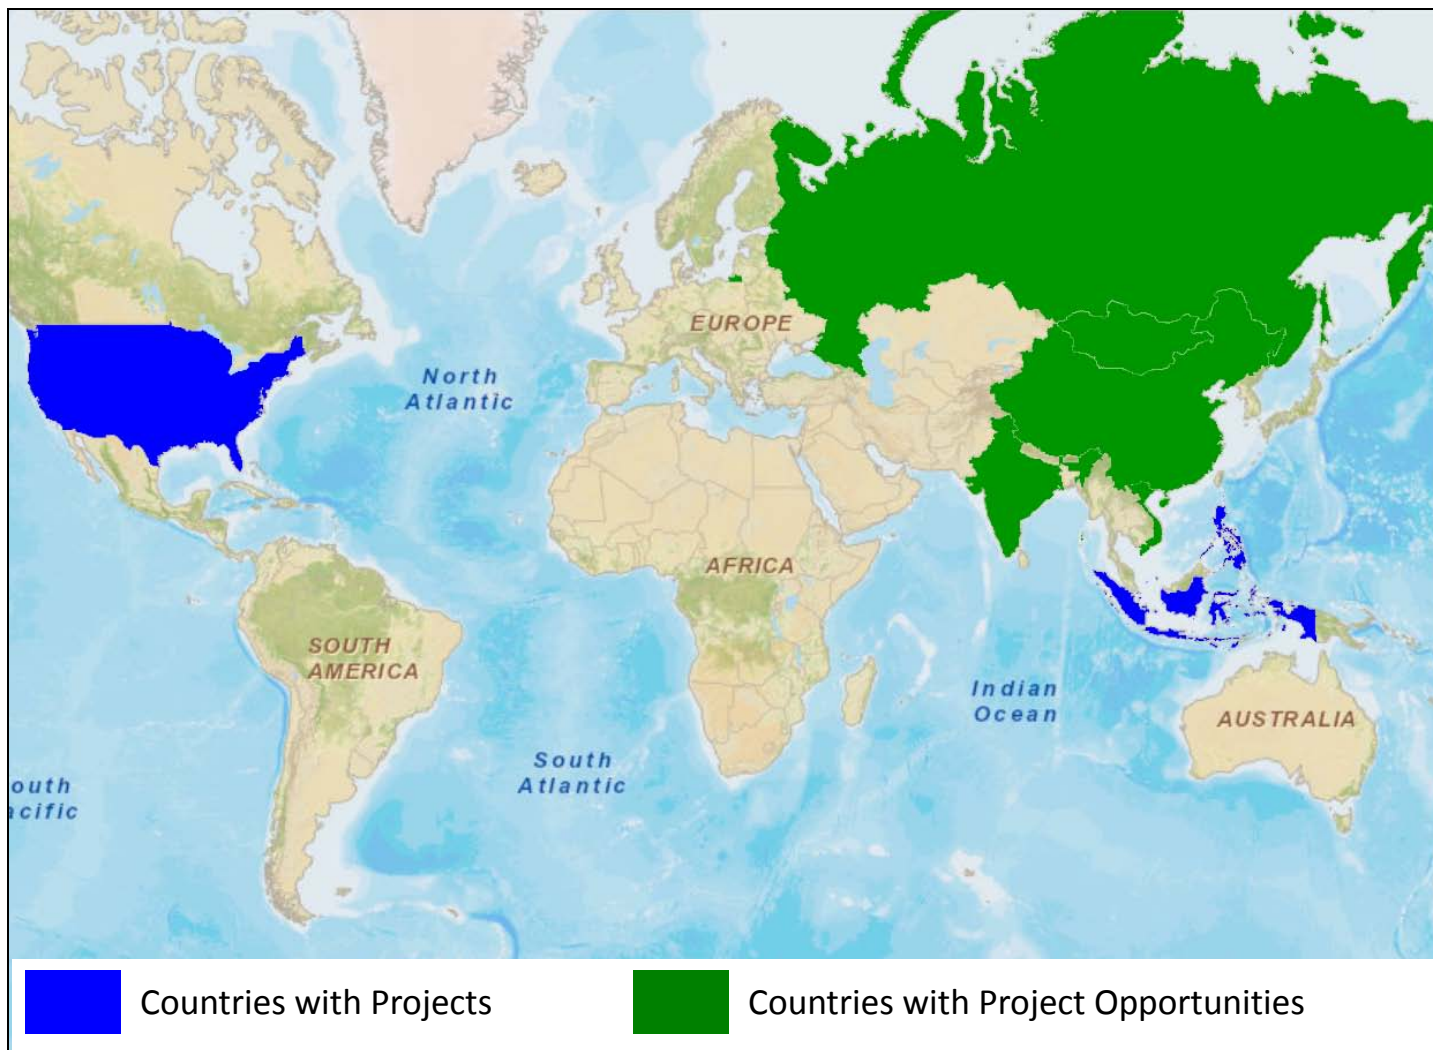 EUROPE
North
Atlantic
AFRICA
SOUTH
AMERICA
Indian
Ocean
AUSTRALIA
South
Atlantic
outh
acific
Countries with Projects
Countries with Project Opportunities